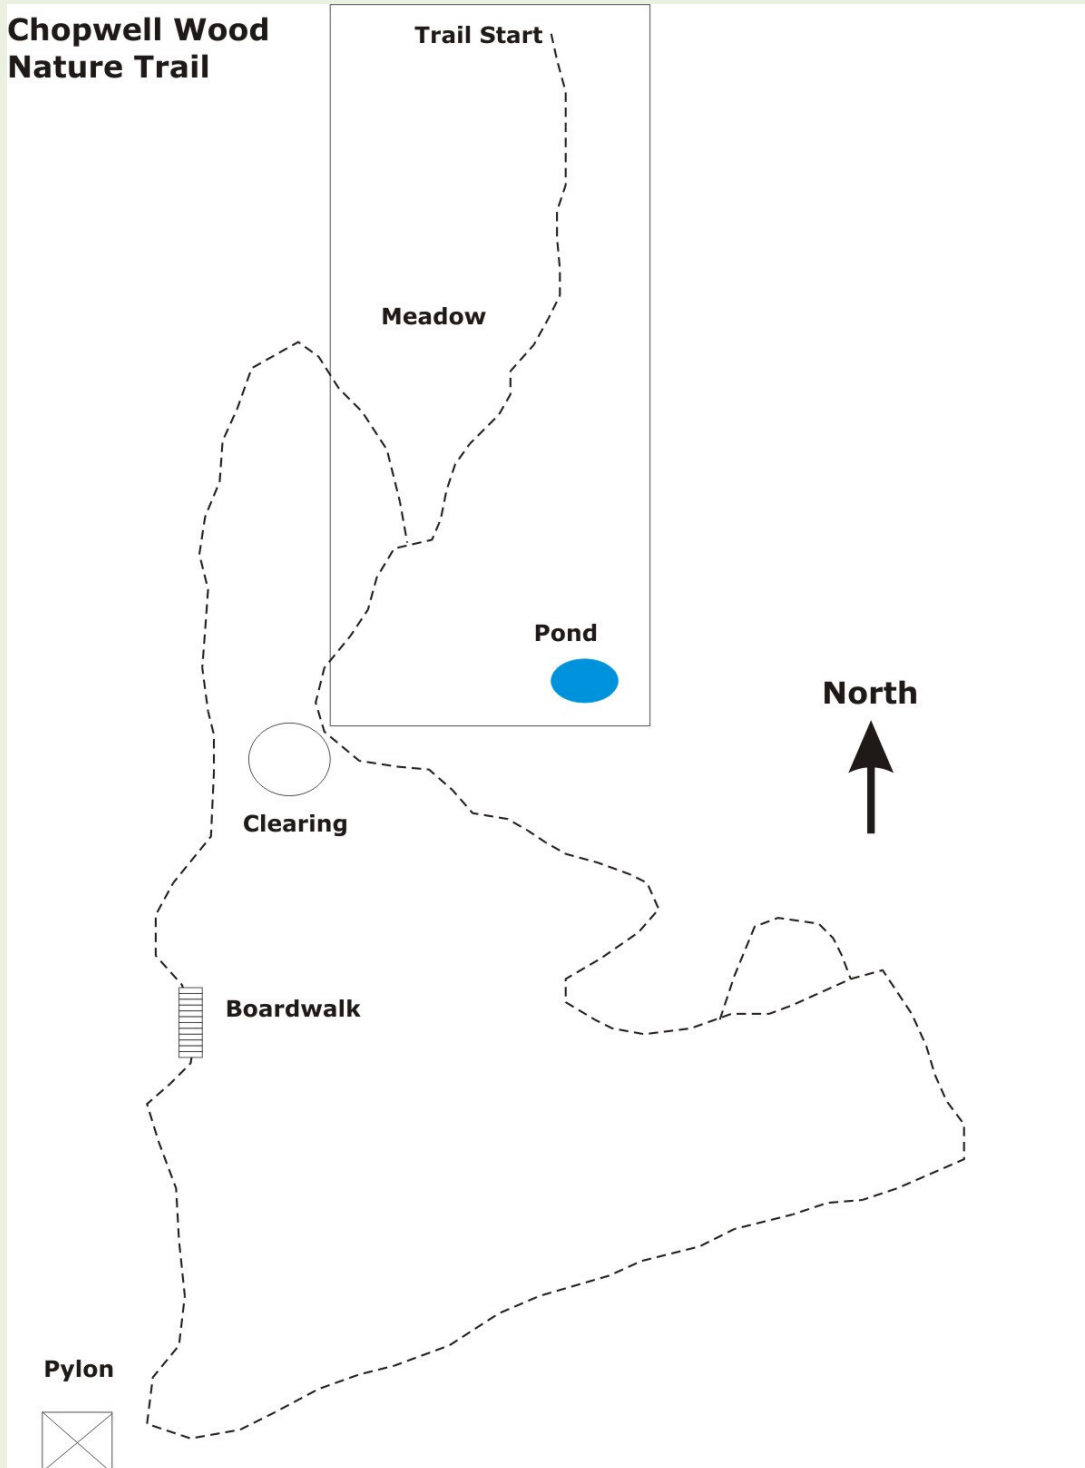 Chopwell Wood
Nature Trail
Trail Start
Meadow
Pond
North
Clearing
Boardwalk
Pylon